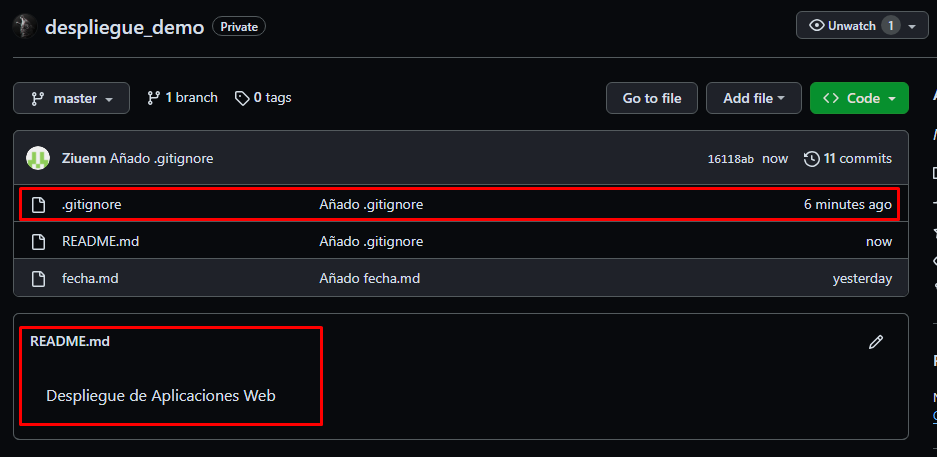 despliegue_demo Private Unwatch 1
master 1 branch 0 tags Go to file Add file <> Code
Ziuenn Añado .gitignore 16118ab now 11 commits
.gitignore Añado .gitignore 6 minutes ago
README.md Añado .gitignore now
fecha.md Añado fecha.md yesterday
README.md
Despliegue de Aplicaciones Web